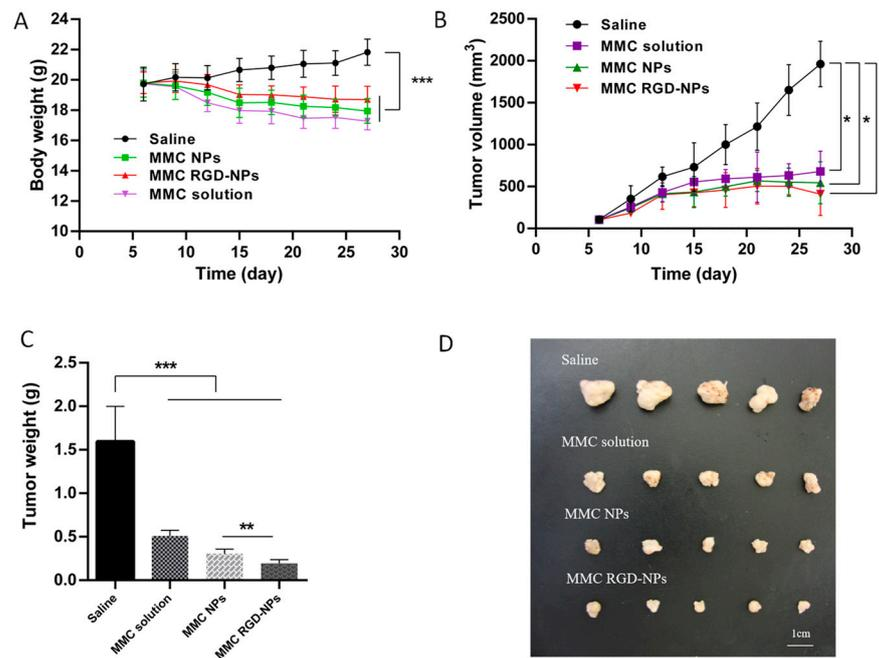 A
24
22
20
18
16
14
12
10
Body weight (g)
***
Saline
MMC NPs
MMC RGD-NPs
MMC solution
0 5 10 15 20 25 30
Time (day)
B
2500
2000
1500
1000
500
0
Tumor volume (mm3)
Saline
MMC solution
MMC NPs
MMC RGD-NPs
* *
0 5 10 15 20 25 30
Time (day)
C
2.5
2.0
1.5
1.0
0.5
0.0
Tumor weight (g)
***
**
Saline
MMC solution
MMC NPs
MMC RGD-NPs
D
Saline
MMC solution
MMC NPs
MMC RGD-NPs
1cm